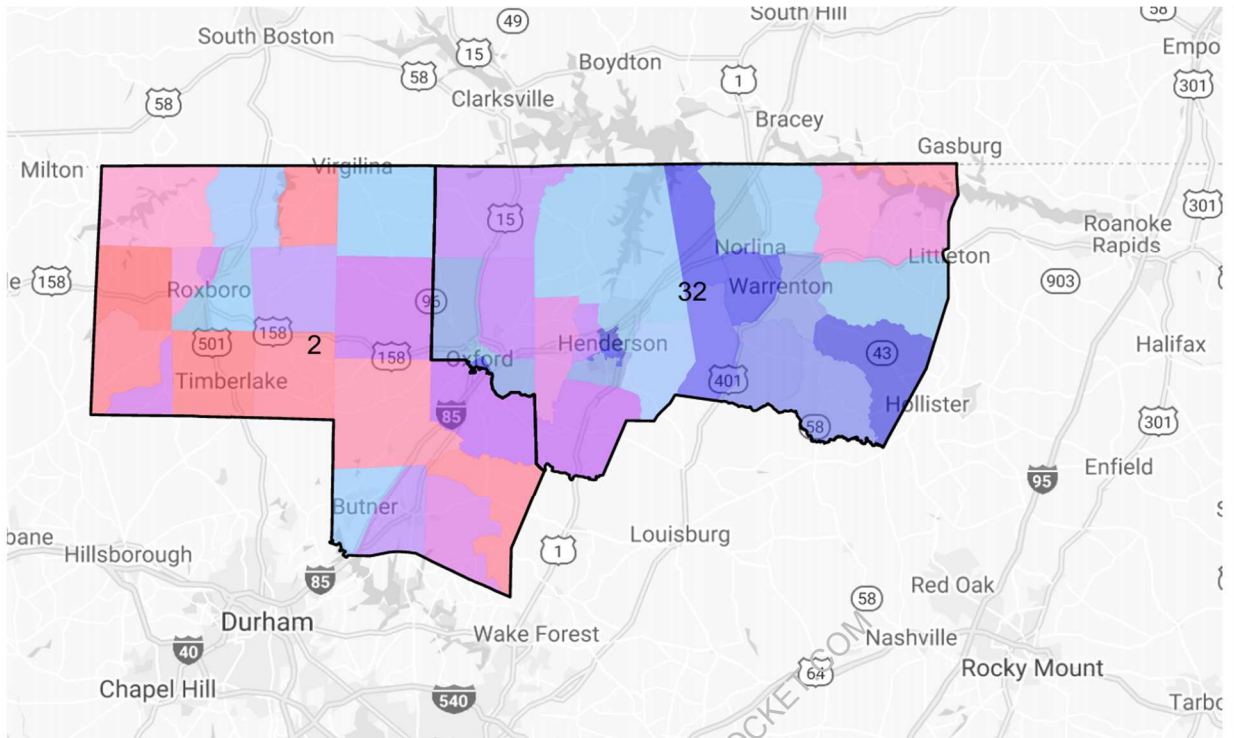 49
58
South Hill
South Boston
15
Empo
58
Boydton
1
301
58
Clarksville
Bracey
Gasburg
Milton
Virgilina
301
15
Roanoke
Rapids
Norlina
Littleton
e
158
903
Roxboro
96
32
Warrenton
501
158
2
158
Oxford
Henderson
43
Halifax
Timberlake
401
Hollister
85
58
301
Enfield
95
Butner
bane
Hillsborough
1
Louisburg
85
Red Oak
58
Durham
Wake Forest
Nashville
40
64
Rocky Mount
Chapel Hill
540
OCKET.COM
Tarbo